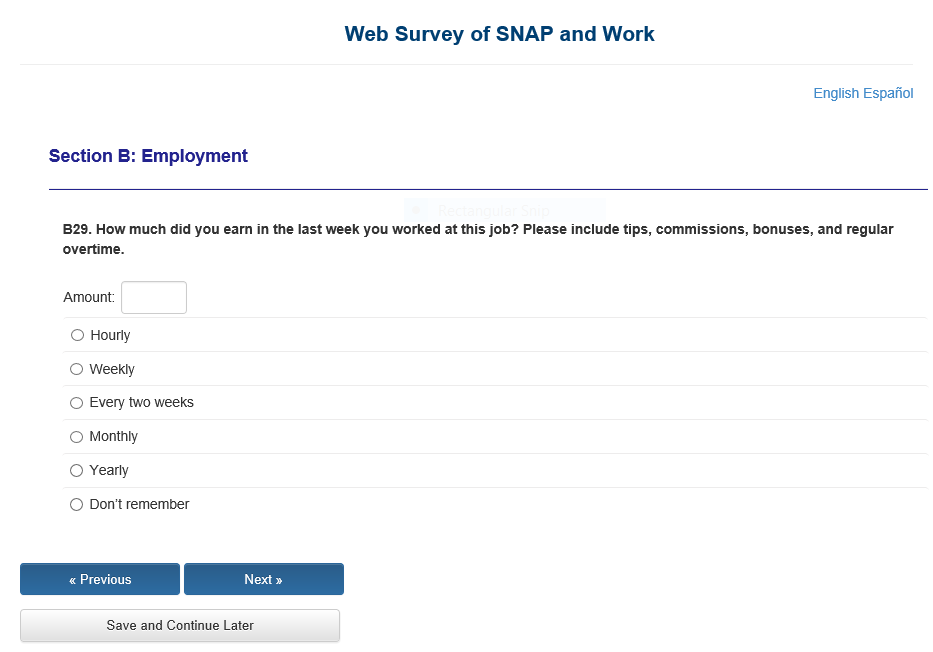 Web Survey of SNAP and Work
English Español
Section B: Employment
Rectangular Snip
B29. How much did you earn in the last week you worked at this job? Please include tips, commissions, bonuses, and regular
overtime.
Amount:
Hourly
Weekly
Every two weeks
Monthly
Yearly
Don't remember
« Previous
Next »
Save and Continue Later